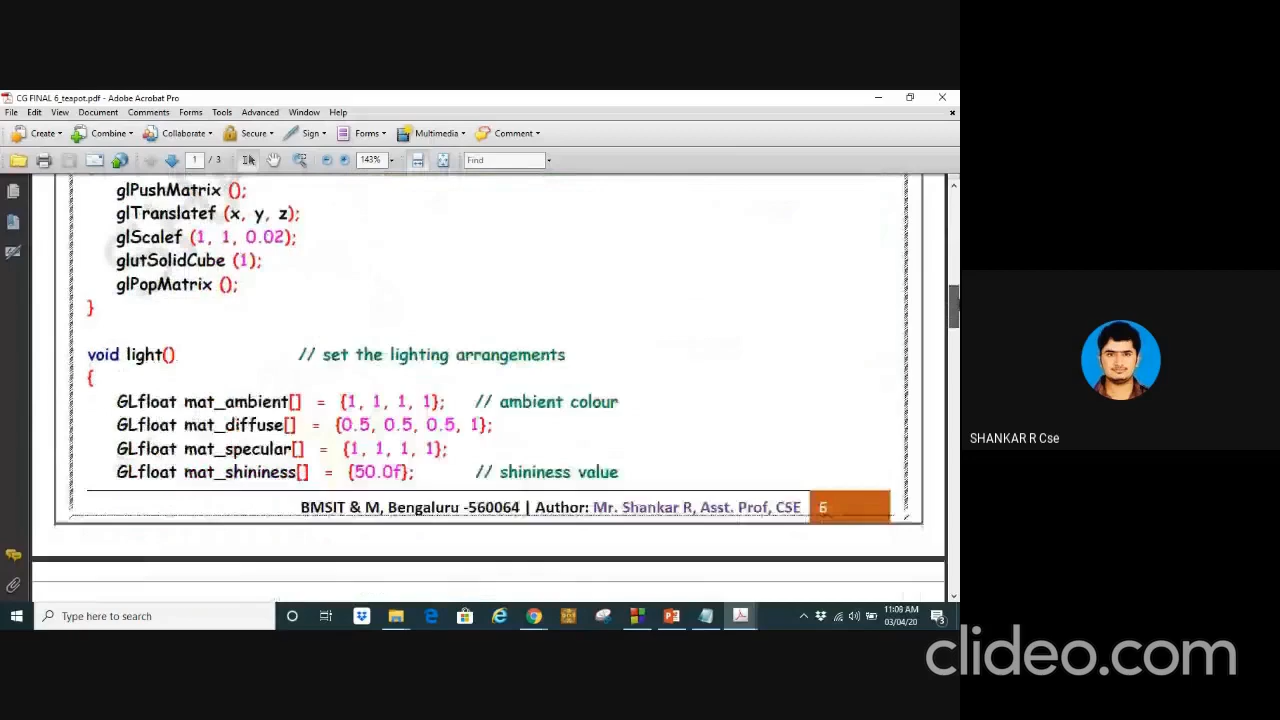 CG FINAL 6_teapot.pdf - Adobe Acrobat Pro
File Edit View Document Comments Forms Tools Advanced Window Help
Create Combine Collaborate Secure Sign Forms Multimedia Comment
1 / 3 143% Find
glPushMatrix ();
glTranslatef (x, y, z);
glScalef (1, 1, 0.02);
glutSolidCube (1);
glPopMatrix ();
}
void light() // set the lighting arrangements
{
GLfloat mat_ambient[] = {1, 1, 1, 1}; // ambient colour
GLfloat mat_diffuse[] = {0.5, 0.5, 0.5, 1};
GLfloat mat_specular[] = {1, 1, 1, 1};
GLfloat mat_shininess[] = {50.0f}; // shininess value
BMSIT & M, Bengaluru -560064 | Author: Mr. Shankar R, Asst. Prof, CSE 6
SHANKAR R Cse
Type here to search
11:08 AM
03/04/20
3
clideo.com